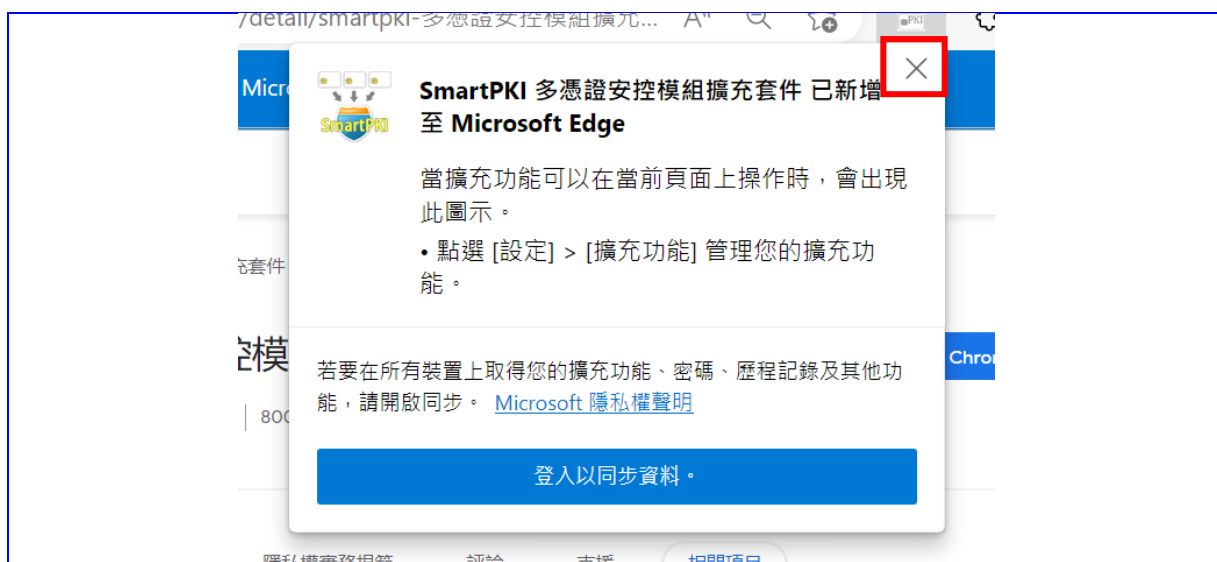 /detail/smartpki-多憑證安控模組擴充...
PKI
Micro
SmartPKI
SmartPKI 多憑證安控模組擴充套件 已新增
至 Microsoft Edge
當擴充功能可以在當前頁面上操作時，會出現
此圖示。
• 點選 [設定] > [擴充功能] 管理您的擴充功
能。
充套件
控模
Chro
800
若要在所有裝置上取得您的擴充功能、密碼、歷程記錄及其他功
能，請開啟同步。 Microsoft 隱私權聲明
登入以同步資料。
隱私權實務規範 評論 支援 相關項目